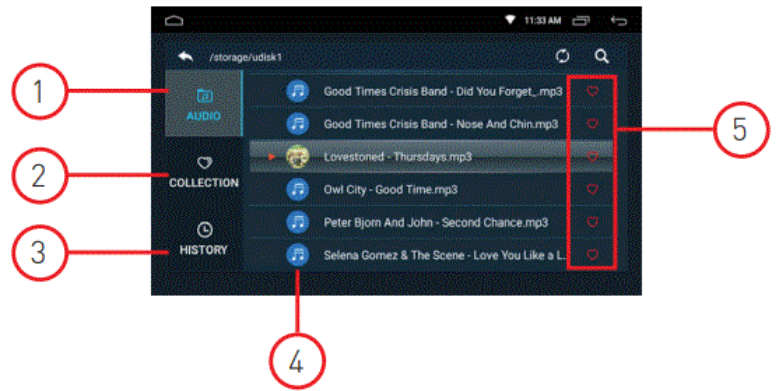 11:33 AM
/storage/udisk1
1
AUDIO
Good Times Crisis Band - Did You Forget_.mp3
Good Times Crisis Band - Nose And Chin.mp3
5
2
COLLECTION
Lovestoned - Thursdays.mp3
Owl City - Good Time.mp3
3
HISTORY
Peter Bjorn And John - Second Chance.mp3
Selena Gomez & The Scene - Love You Like a L..
4